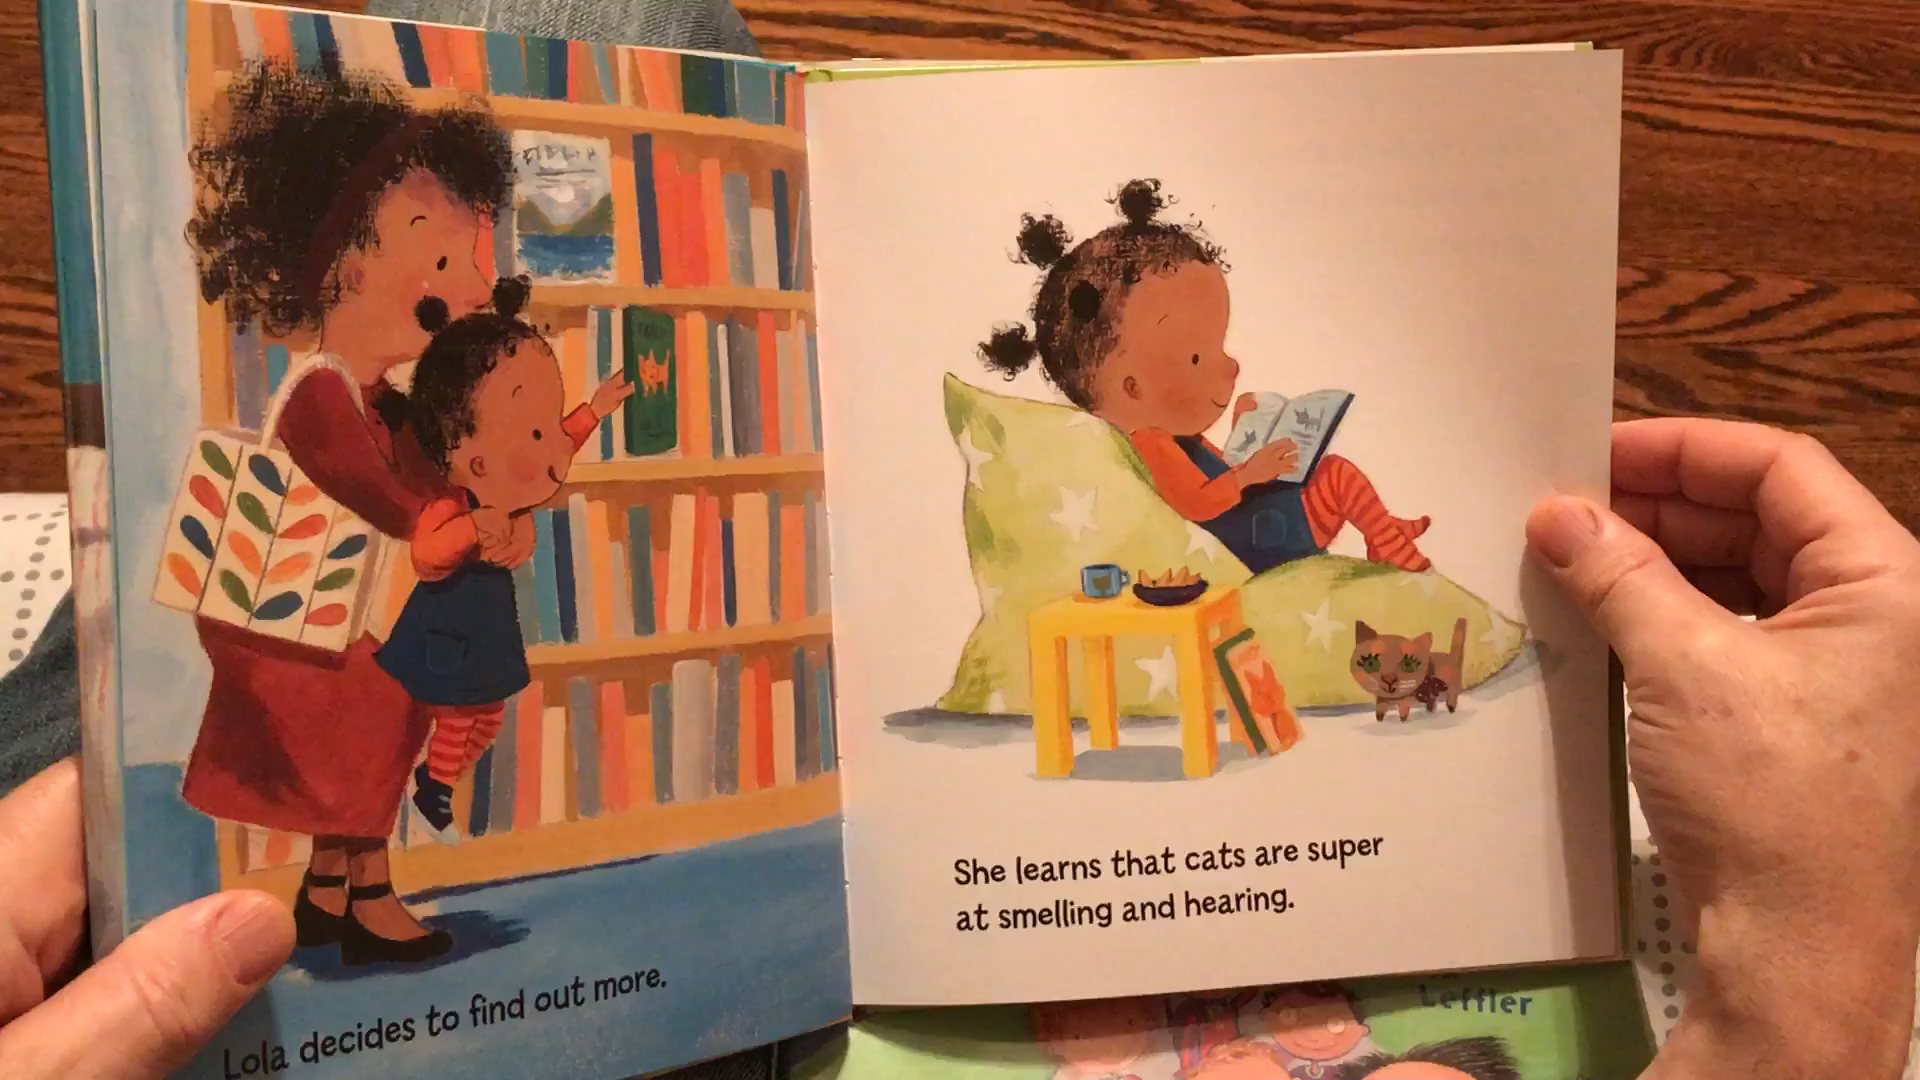 Lola decides to find out more.
She learns that cats are super
at smelling and hearing.
Leffler